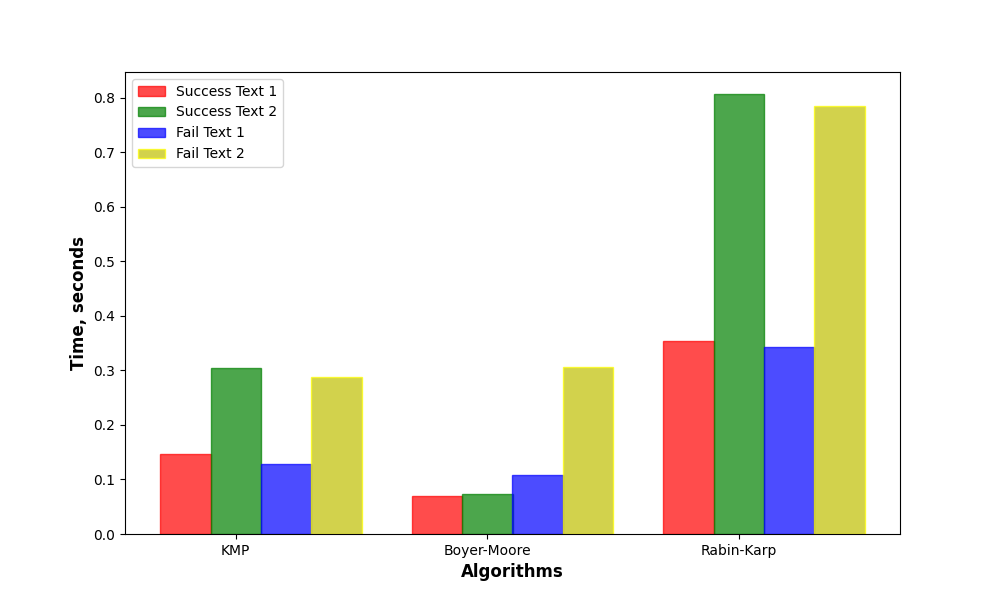 Success Text 1
Success Text 2
Fail Text 1
Fail Text 2
0.8
0.7
0.6
0.5
0.4
0.3
0.2
0.1
0.0
Time, seconds
KMP Boyer-Moore Rabin-Karp
Algorithms